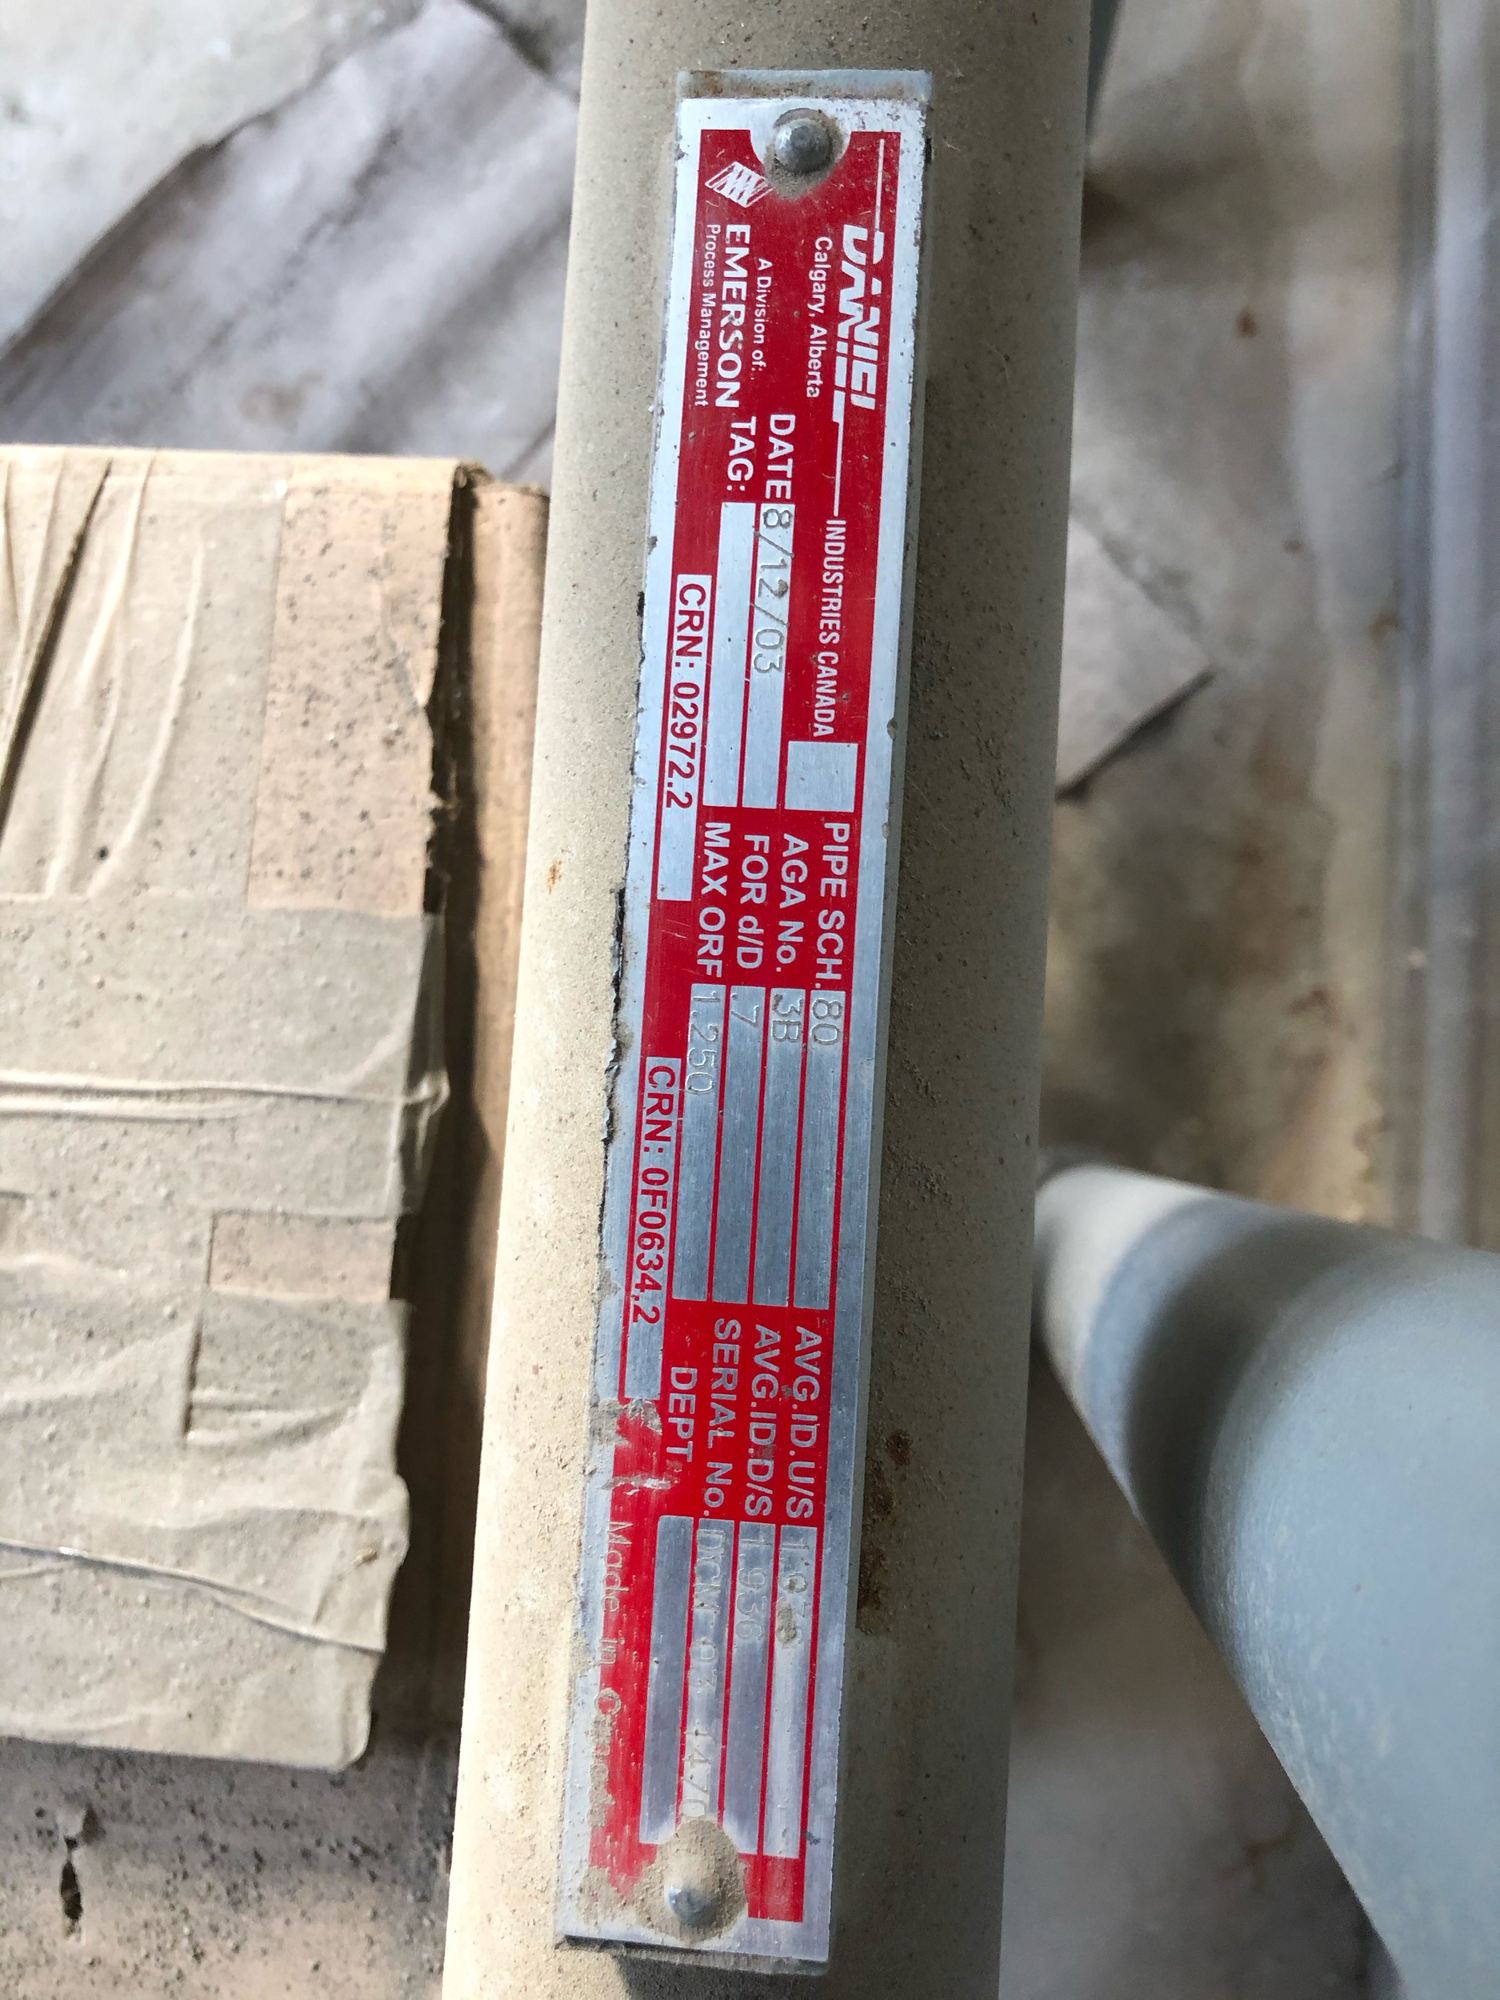 DANIEL INDUSTRIES CANADA
Calgary, Alberta
A Division of:
EMERSON
Process Management
DATE 8/12/03
TAG:
CRN: 02972.2
PIPE SCH. 80
AGA No. 3B
FOR d/D .7
MAX ORF 1.250
CRN: 0F0634.2
AVG.ID.U/S
AVG.ID.D/S 1.936
SERIAL No.
DEPT
Made in